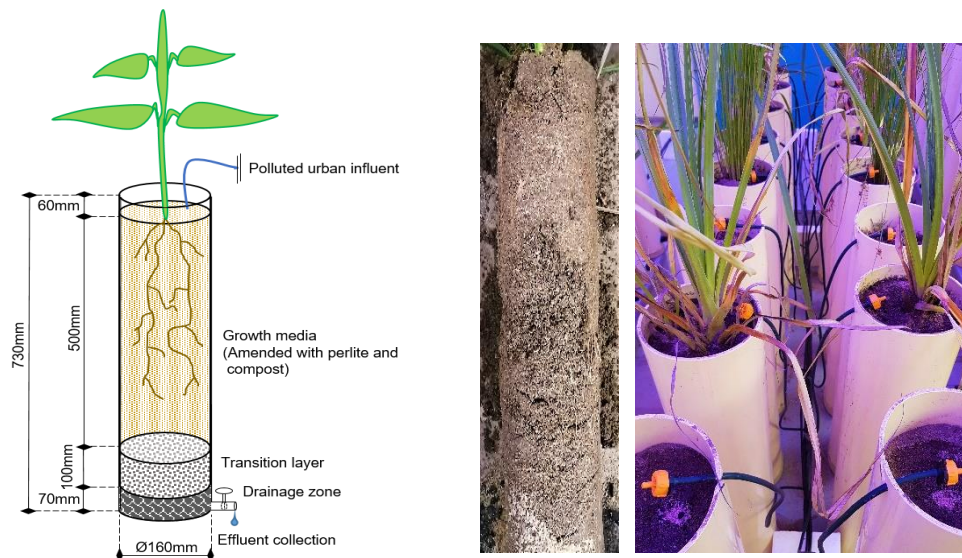 Polluted urban influent
60mm
500mm
730mm
Growth media
(Amended with perlite and
compost)
Transition layer
100mm
Drainage zone
70mm
Effluent collection
Ø160mm